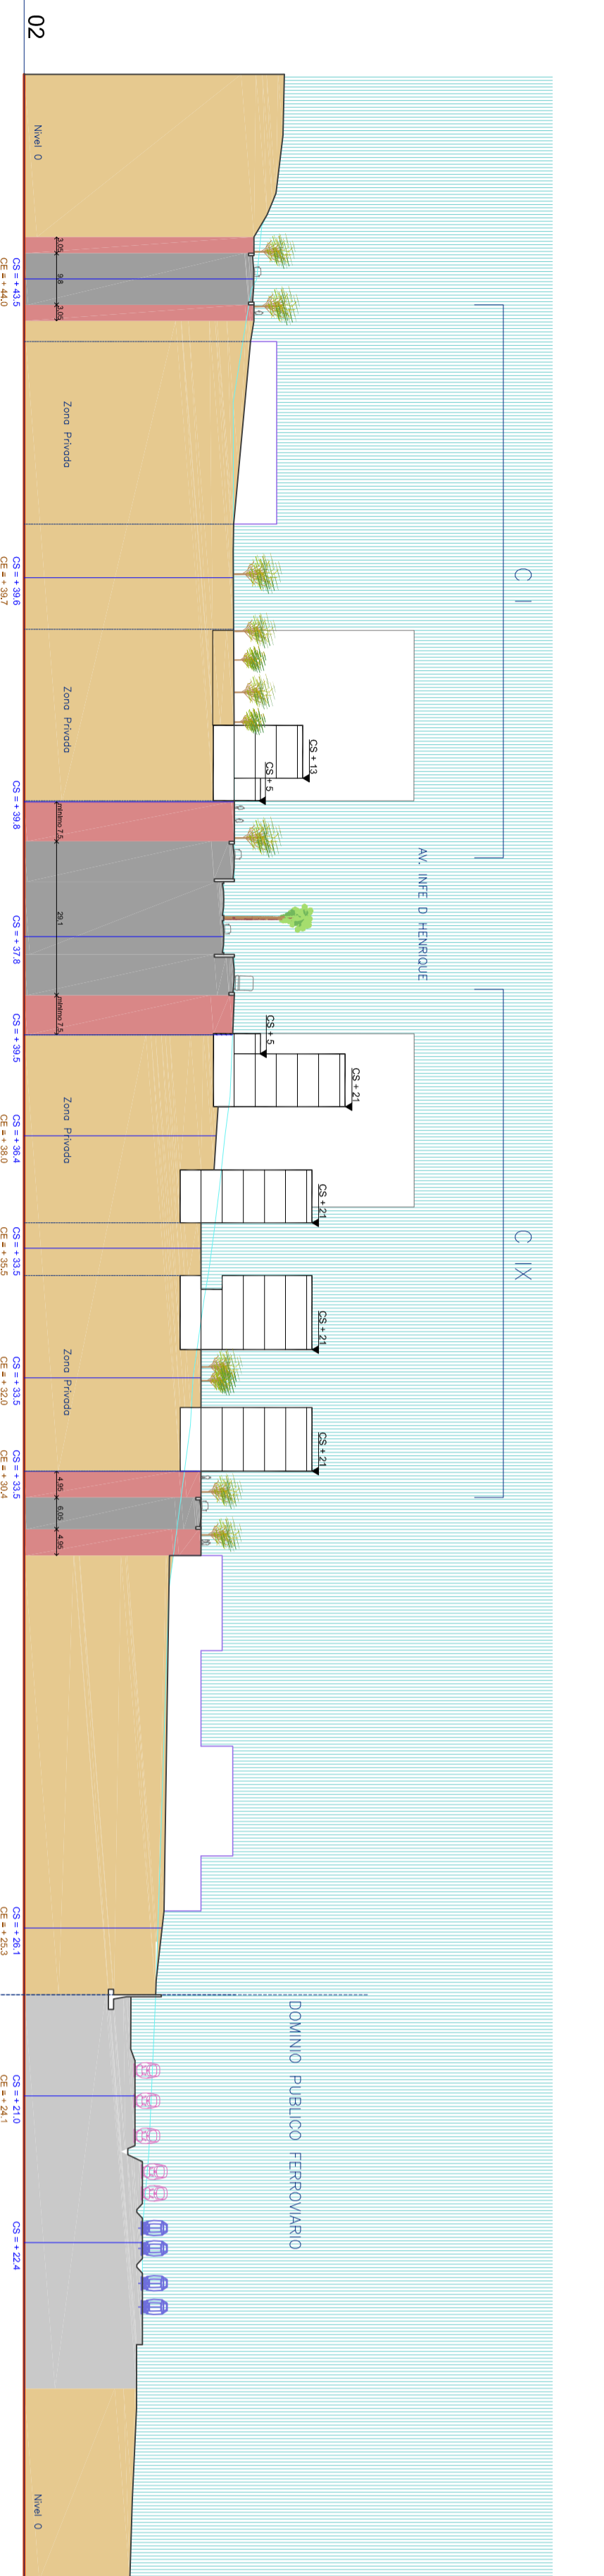 02
Nivel 0
C I
C IX
AV. INFE D HENRIQUE
DOMINIO PUBLICO FERROVIARIO
CS + 13
CS + 5
CS + 5
CS + 21
CS + 21
CS + 21
CS + 21
Zona Privada
Zona Privada
Zona Privada
Zona Privada
3.05
9.8
3.05
minimo 7.5
29.1
minimo 7.5
4.95
6.05
4.95
CS = + 43.5
CE = + 44.0
CS = + 39.6
CE = + 39.7
CS = + 39.8
CS = + 37.8
CS = + 39.5
CS = + 36.4
CE = + 38.0
CS = + 33.5
CE = + 35.5
CS = + 33.5
CE = + 32.0
CS = + 33.5
CE = + 30.4
CS = + 26.1
CE = + 25.3
CS = + 21.0
CE = + 24.1
CS = + 22.4
Nivel 0